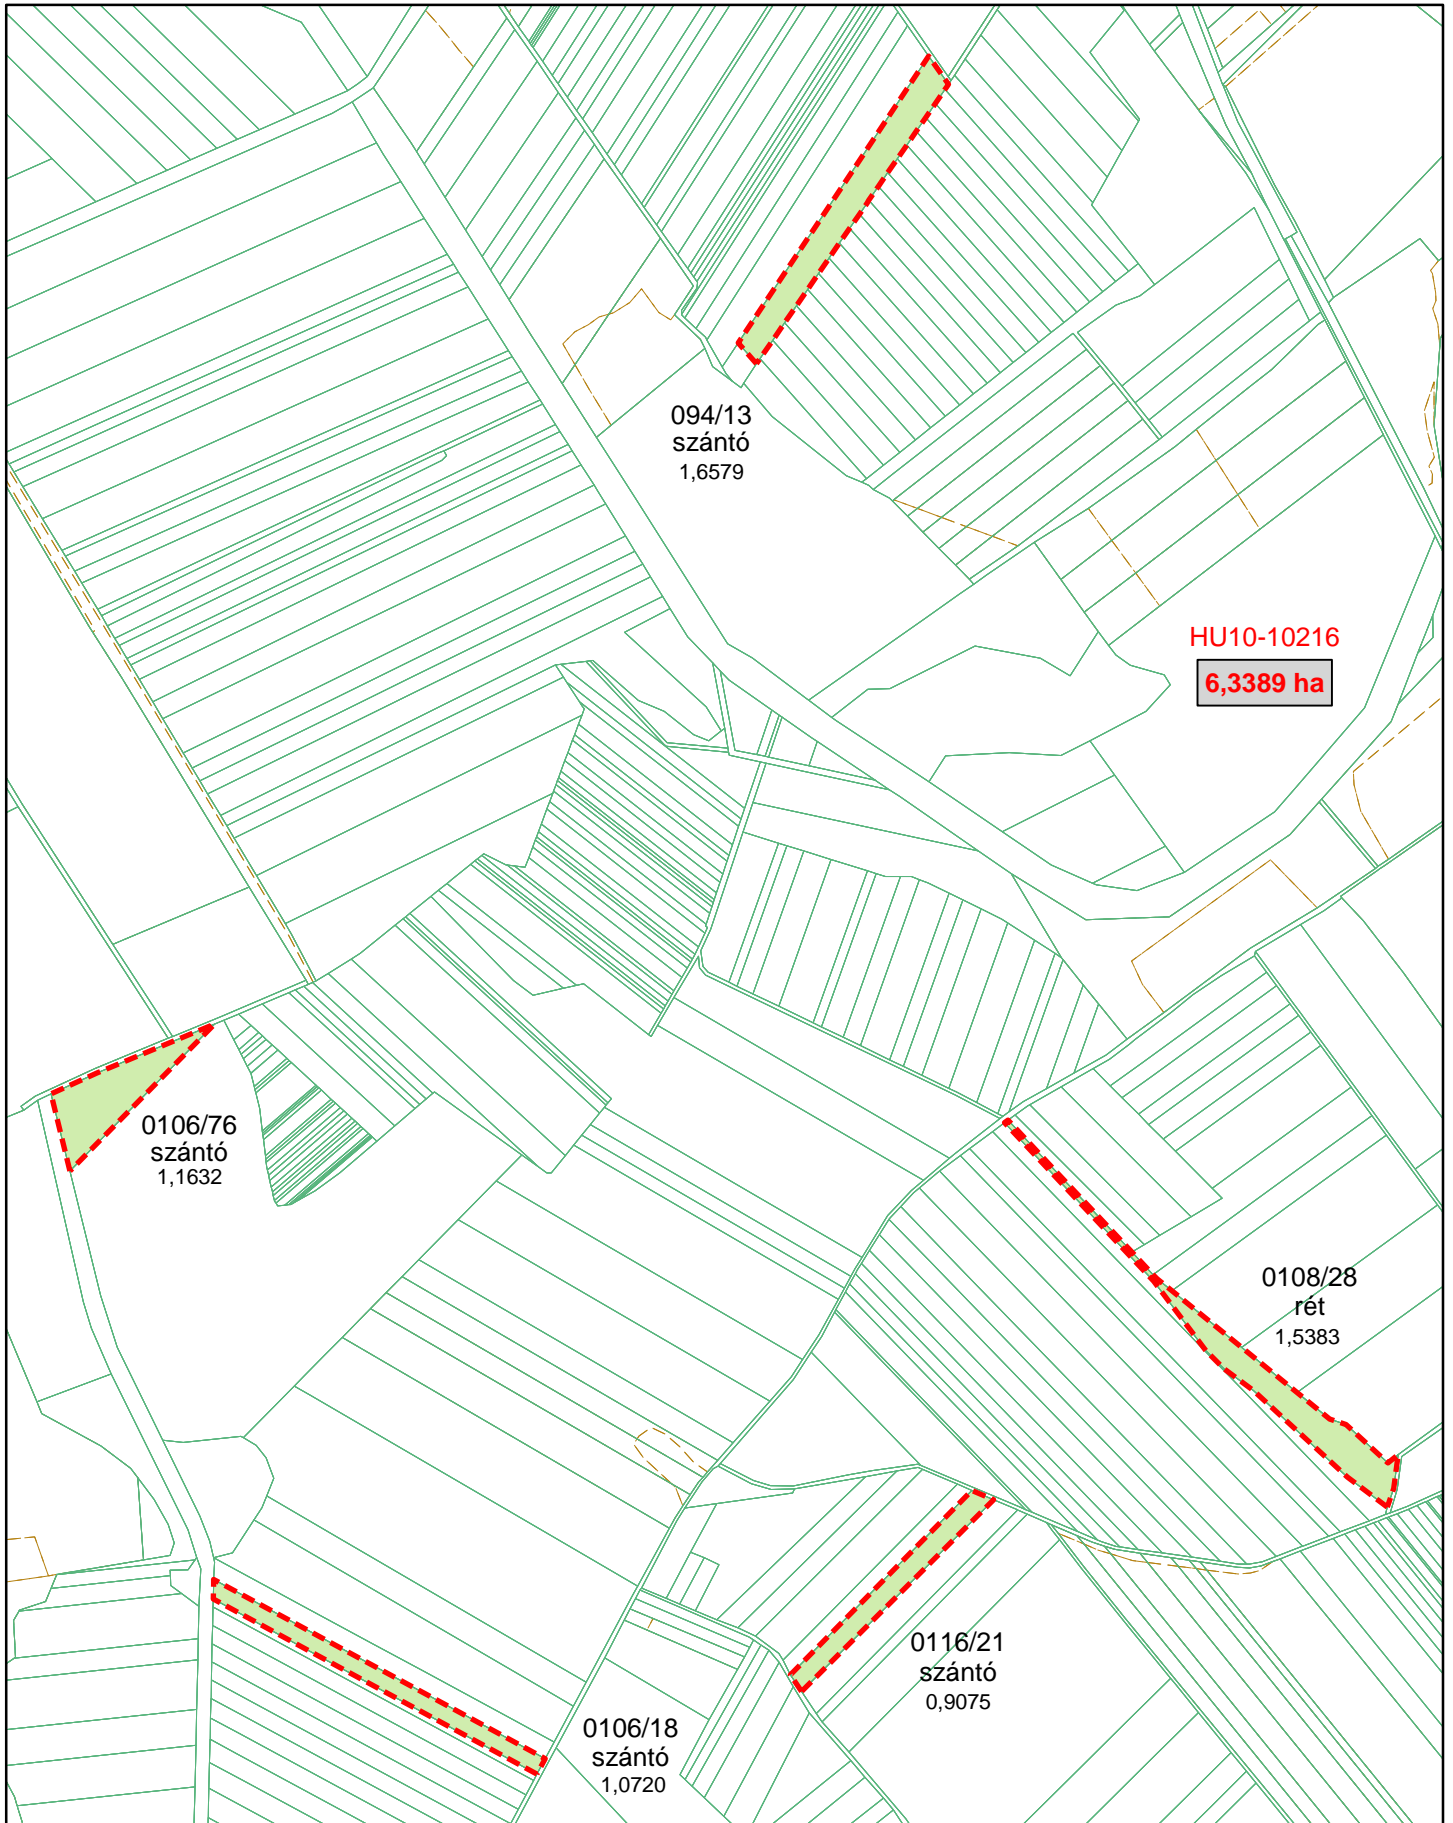 094/13
szántó
1,6579
HU10-10216
6,3389 ha
0106/76
szántó
1,1632
0108/28
rét
1,5383
0116/21
szántó
0,9075
0106/18
szántó
1,0720